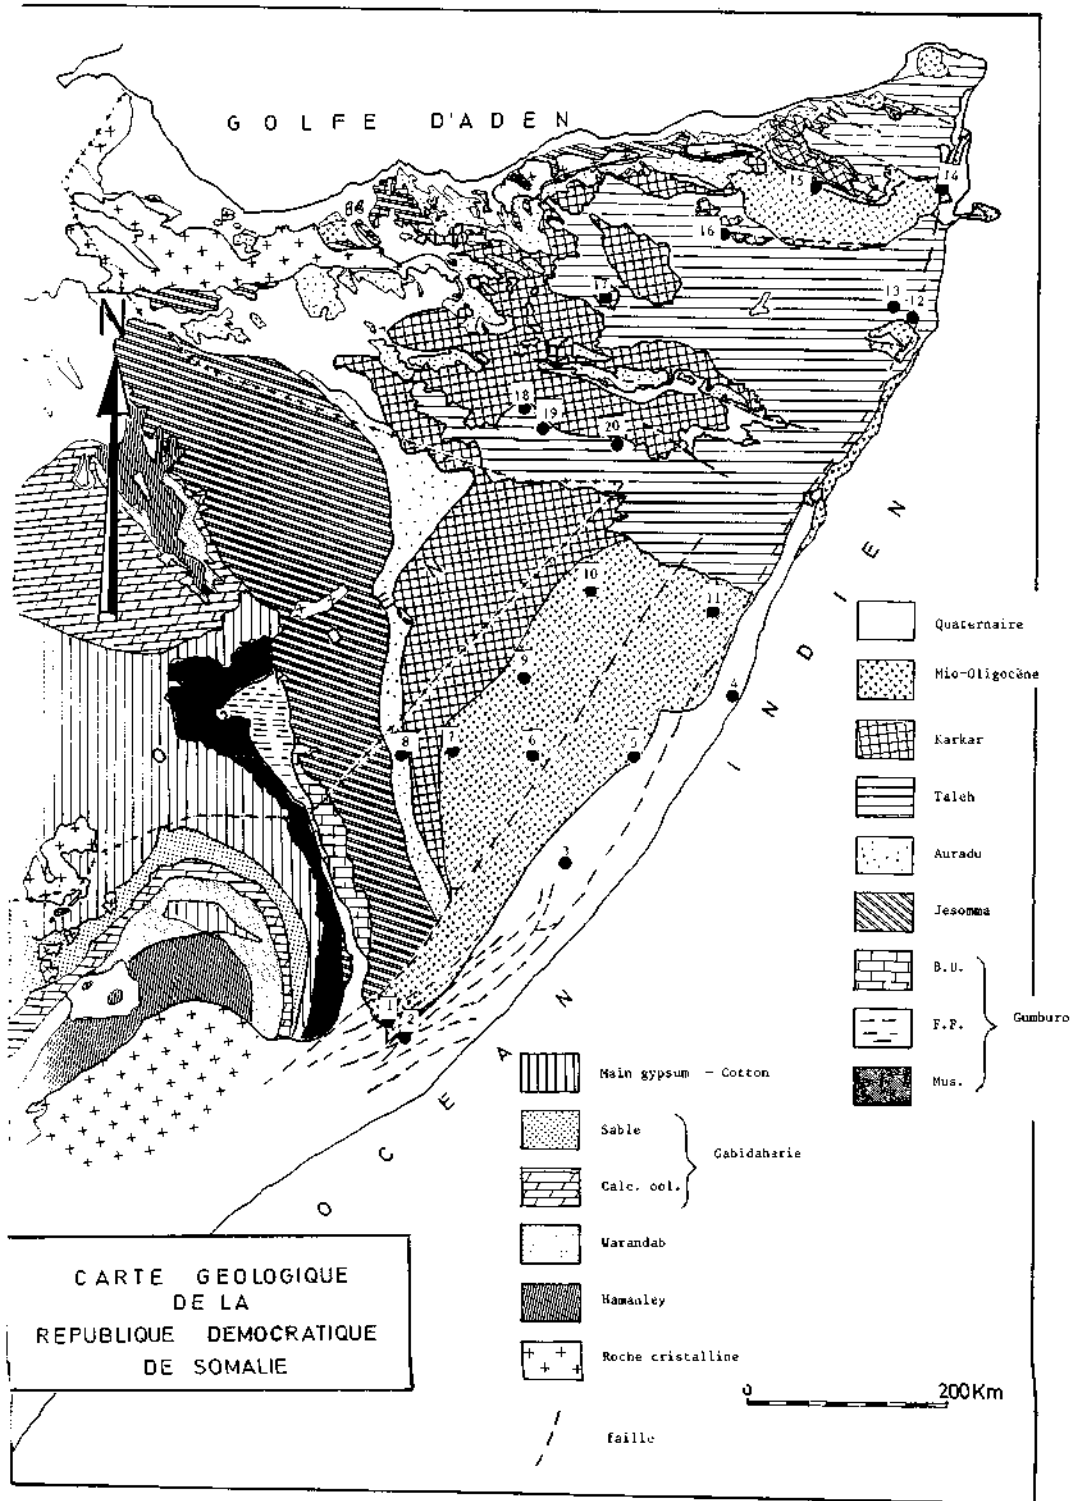 GOLFE D'ADEN
14
15
16
13
12
17
18
19
20
N
10
11
9
4
8
7
6
5
3
1
2
OCEAN INDIEN
O
O
Quaternaire
Mio-Oligocène
Karkar
Taleh
Auradu
Jesomma
B.U.
F.F.
Mus.
Gumburo
Main gypsum - Cotton
Sable
Calc. ool.
Gabidaharie
Warandab
Hamanley
Roche cristalline
faille
CARTE GEOLOGIQUE
DE LA
REPUBLIQUE DEMOCRATIQUE
DE SOMALIE
0 200Km